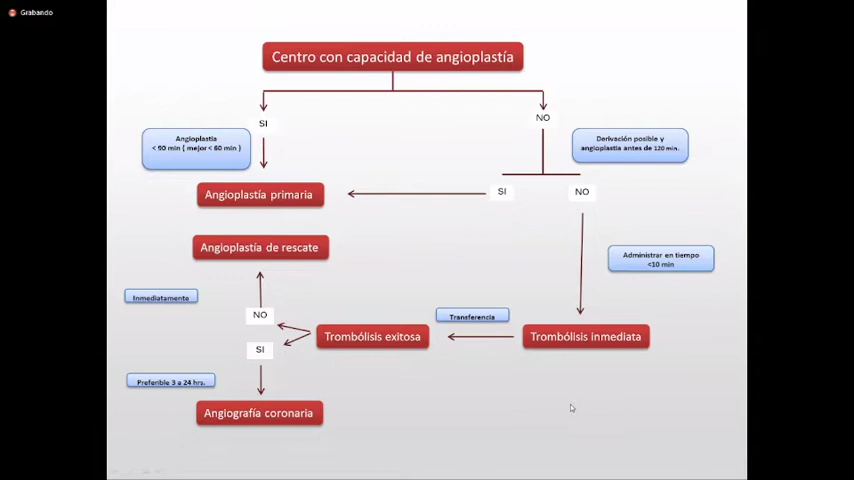 Grabando
Centro con capacidad de angioplastía
SI
NO
Angioplastia
< 90 min ( mejor < 60 min )
Derivación posible y
angioplastia antes de 120 min.
Angioplastía primaria
SI
NO
Angioplastía de rescate
Administrar en tiempo
<10 min
Inmediatamente
NO
Transferencia
Trombólisis exitosa
Trombólisis inmediata
SI
Preferible 3 a 24 hrs.
Angiografía coronaria